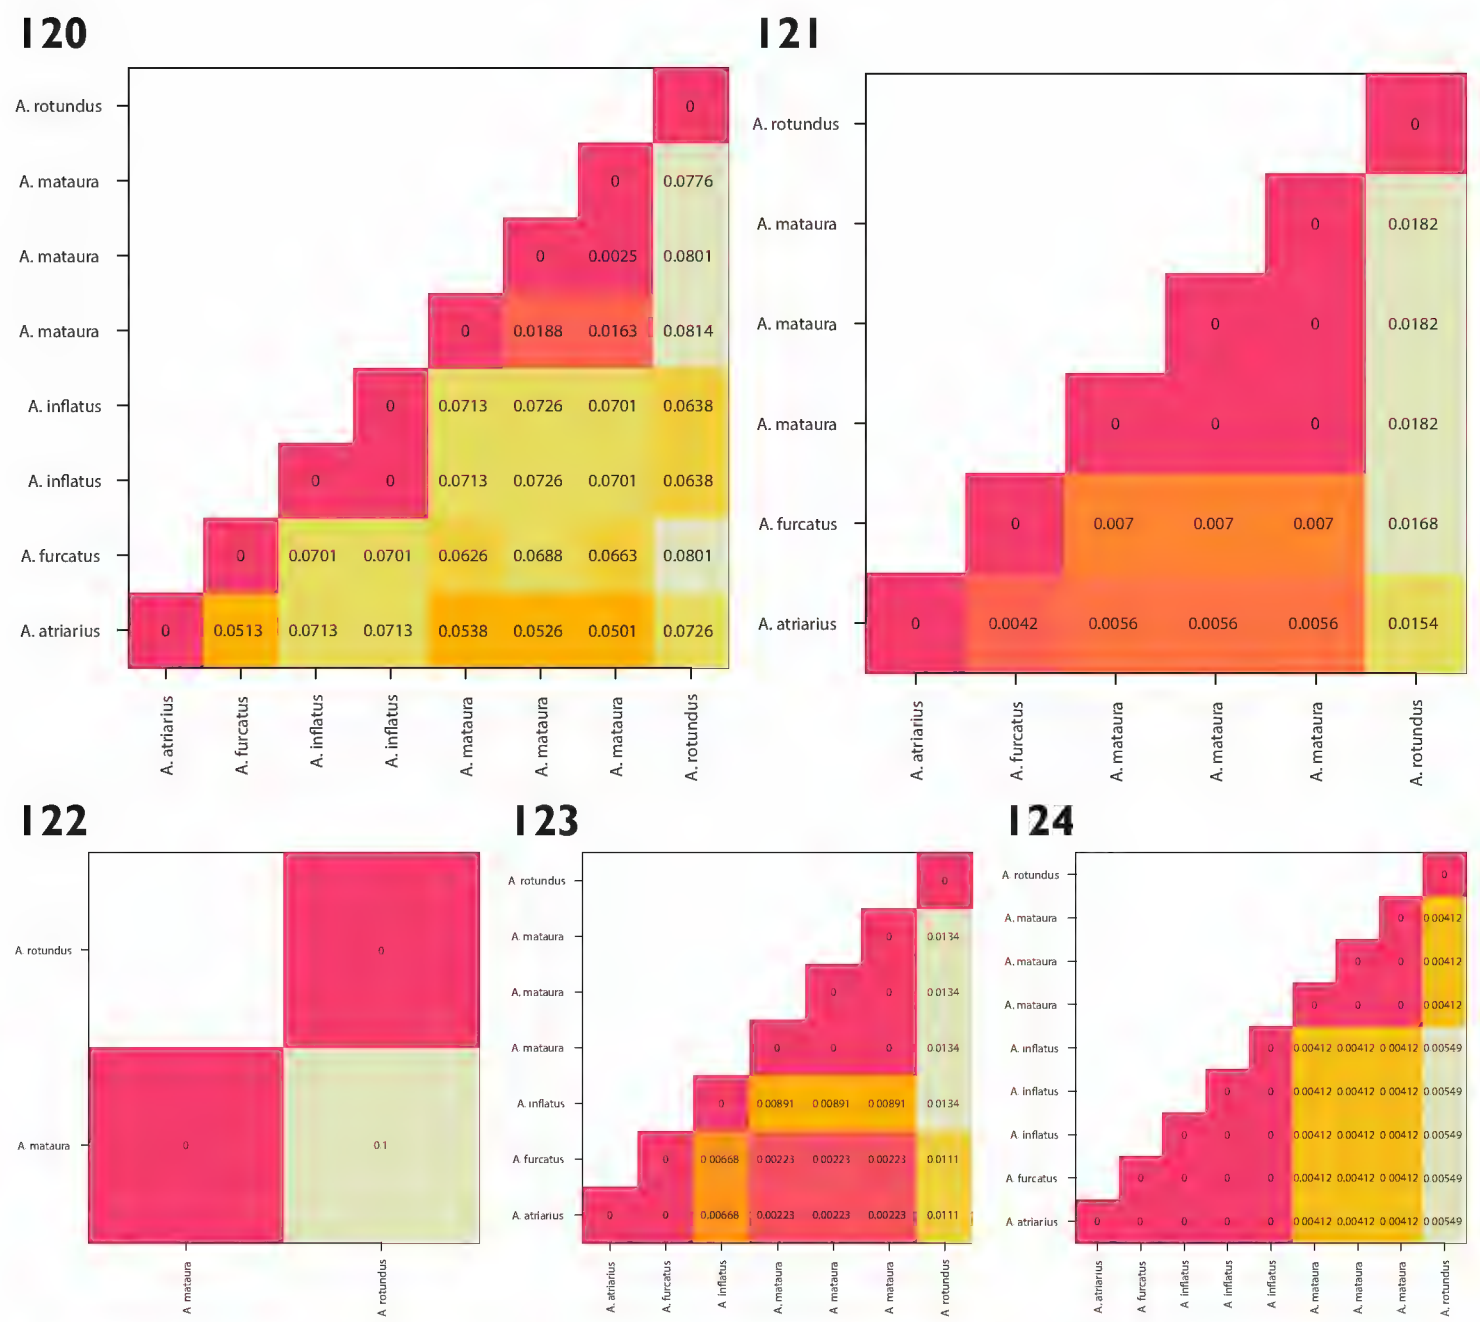 120
A. rotundus 0
A. mataura 0 0.0776
A. mataura 0 0.0025 0.0801
A. mataura 0 0.0188 0.0163 0.0814
A. inflatus 0 0.0713 0.0726 0.0701 0.0638
A. inflatus 0 0 0.0713 0.0726 0.0701 0.0638
A. furcatus 0 0.0701 0.0701 0.0626 0.0688 0.0663 0.0801
A. atriarius 0 0.0513 0.0713 0.0713 0.0538 0.0526 0.0501 0.0726
A. atriarius A. furcatus A. inflatus A. inflatus A. mataura A. mataura A. mataura A. rotundus
121
A. rotundus 0
A. mataura 0 0.0182
A. mataura 0 0 0.0182
A. mataura 0 0 0 0.0182
A. furcatus 0 0.007 0.007 0.007 0.0168
A. atriarius 0 0.0042 0.0056 0.0056 0.0056 0.0154
A. atriarius A. furcatus A. mataura A. mataura A. mataura A. rotundus
122
A. rotundus 0
A. mataura 0 0.1
A. mataura A. rotundus
123
A. rotundus 0
A. mataura 0 0.0134
A. mataura 0 0 0.0134
A. mataura 0 0 0 0.0134
A. inflatus 0 0.00891 0.00891 0.00891 0.0134
A. furcatus 0 0.00668 0.00223 0.00223 0.00223 0.0111
A. atriarius 0 0 0.00668 0.00223 0.00223 0.00223 0.0111
A. atriarius A. furcatus A. inflatus A. mataura A. mataura A. mataura A. rotundus
124
A. rotundus 0
A. mataura 0 0.00412
A. mataura 0 0 0.00412
A. mataura 0 0 0 0.00412
A. inflatus 0 0.00412 0.00412 0.00412 0.00549
A. inflatus 0 0 0.00412 0.00412 0.00412 0.00549
A. inflatus 0 0 0 0.00412 0.00412 0.00412 0.00549
A. furcatus 0 0 0 0 0.00412 0.00412 0.00412 0.00549
A. atriarius 0 0 0 0 0 0.00412 0.00412 0.00412 0.00549
A. atriarius A. furcatus A. inflatus A. inflatus A. inflatus A. mataura A. mataura A. mataura A. rotundus